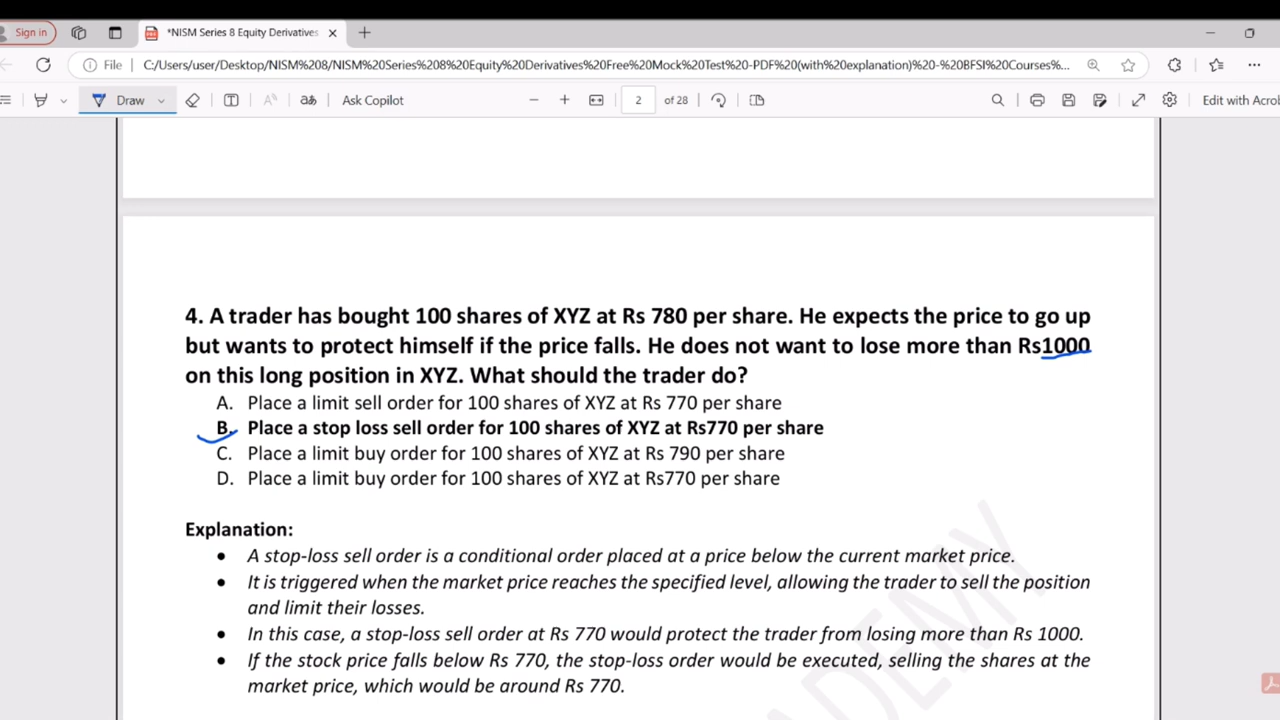 Sign in
*NISM Series 8 Equity Derivatives
File
C:/Users/user/Desktop/NISM%208/NISM%20Series%208%20Equity%20Derivatives%20Free%20Mock%20Test%20-PDF%20(with%20explanation)%20-%20BFSI%20Courses%...
Draw
Ask Copilot
2 of 28
Edit with Acrob
4. A trader has bought 100 shares of XYZ at Rs 780 per share. He expects the price to go up
but wants to protect himself if the price falls. He does not want to lose more than Rs1000
on this long position in XYZ. What should the trader do?
A. Place a limit sell order for 100 shares of XYZ at Rs 770 per share
B. Place a stop loss sell order for 100 shares of XYZ at Rs770 per share
C. Place a limit buy order for 100 shares of XYZ at Rs 790 per share
D. Place a limit buy order for 100 shares of XYZ at Rs770 per share
Explanation:
• A stop-loss sell order is a conditional order placed at a price below the current market price.
• It is triggered when the market price reaches the specified level, allowing the trader to sell the position
and limit their losses.
• In this case, a stop-loss sell order at Rs 770 would protect the trader from losing more than Rs 1000.
• If the stock price falls below Rs 770, the stop-loss order would be executed, selling the shares at the
market price, which would be around Rs 770.
ADEMY